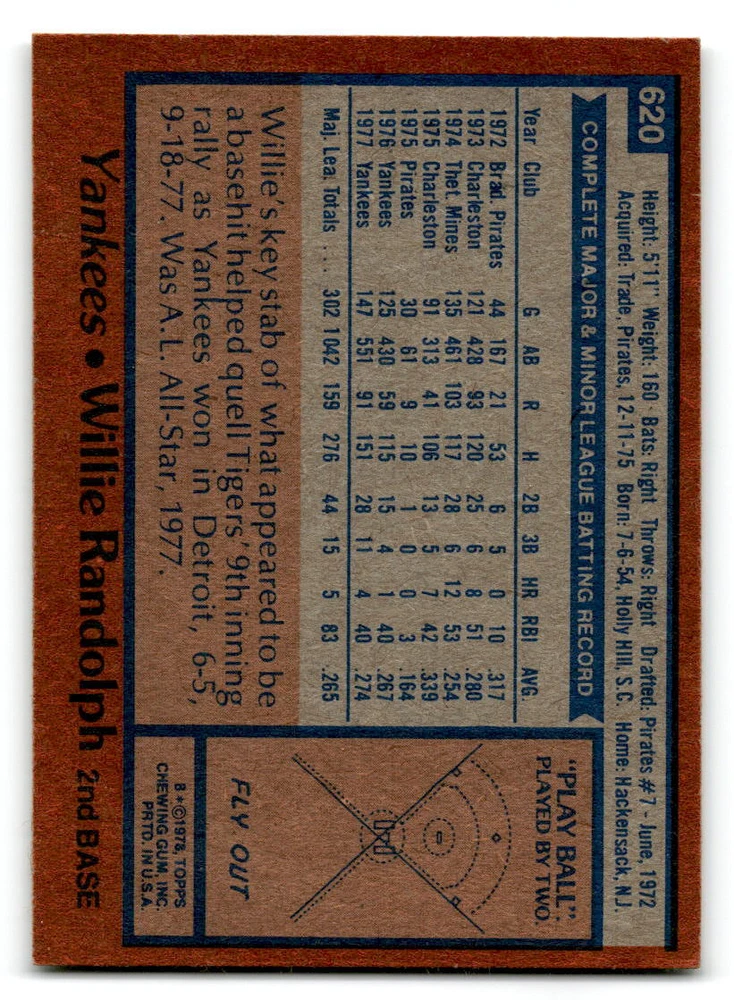 620
Height: 5'11" Weight: 160 Bats: Right Throws: Right Drafted: Pirates #7 - June, 1972
Acquired: Trade, Pirates, 12-11-75 Born: 7-6-54, Holly Hill, S.C. Home: Hackensack, N.J.
COMPLETE MAJOR & MINOR LEAGUE BATTING RECORD
Year Club G AB R H 2B 3B HR RBI AVG.
1972 Brad. Pirates 44 167 21 53 6 5 0 10 .317
1973 Charleston 121 428 93 120 25 6 8 51 .280
1974 Thet. Mines 135 461 103 117 28 6 12 53 .254
1975 Charleston 91 313 41 106 13 5 7 42 .339
1975 Pirates 30 61 9 10 1 0 0 3 .164
1976 Yankees 125 430 59 115 15 4 1 40 .267
1977 Yankees 147 551 91 151 28 11 4 40 .274
Maj. Lea. Totals ... 302 1042 159 276 44 15 5 83 .265
Willie's key stab of what appeared to be
a basehit helped quell Tigers' 9th inning
rally as Yankees won in Detroit, 6-5,
9-18-77. Was A.L. All-Star, 1977.
"PLAY BALL"
PLAYED BY TWO.
FLY OUT
B *©1978, TOPPS
CHEWING GUM, INC.
PRTD. IN U.S.A.
Yankees • Willie Randolph 2nd BASE